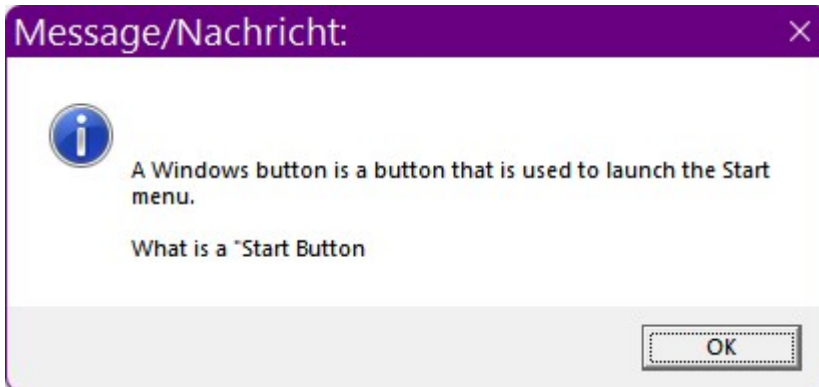 Message/Nachricht:
A Windows button is a button that is used to launch the Start
menu.
What is a "Start Button
OK